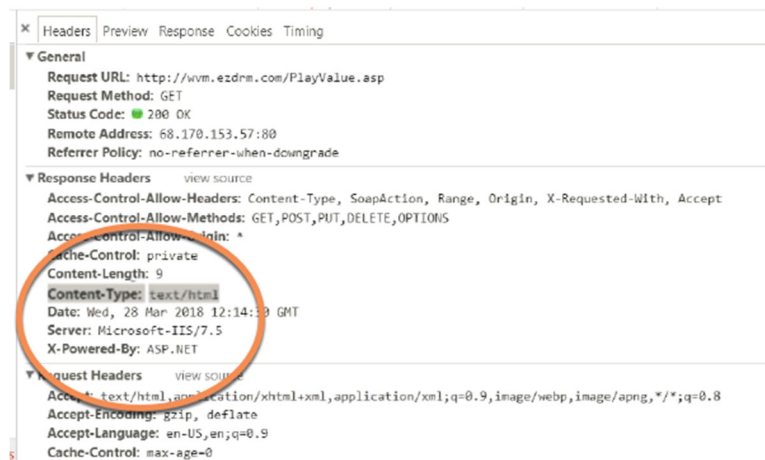 × Headers Preview Response Cookies Timing
▼ General
Request URL: http://wvm.ezdrm.com/PlayValue.asp
Request Method: GET
Status Code: 200 OK
Remote Address: 68.170.153.57:80
Referrer Policy: no-referrer-when-downgrade
▼ Response Headers view source
Access-Control-Allow-Headers: Content-Type, SoapAction, Range, Origin, X-Requested-With, Accept
Access-Control-Allow-Methods: GET,POST,PUT,DELETE,OPTIONS
Access-Control-Allow-Origin: *
Cache-Control: private
Content-Length: 9
Content-Type: text/html
Date: Wed, 28 Mar 2018 12:14:30 GMT
Server: Microsoft-IIS/7.5
X-Powered-By: ASP.NET
▼ Request Headers view source
Accept: text/html,application/xhtml+xml,application/xml;q=0.9,image/webp,image/apng,*/*;q=0.8
Accept-Encoding: gzip, deflate
Accept-Language: en-US,en;q=0.9
s Cache-Control: max-age=0